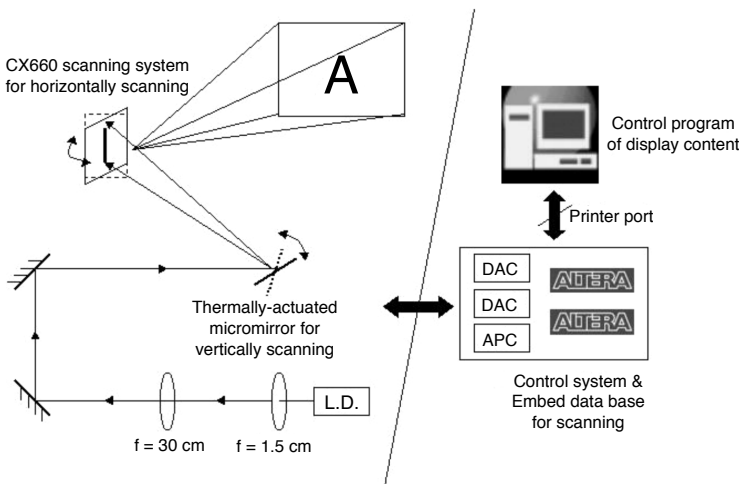 CX660 scanning system
for horizontally scanning
A
Control program
of display content
Printer port
DAC
DAC
APC
ALTERA
ALTERA
Thermally-actuated
micromirror for
vertically scanning
L.D.
f = 30 cm
f = 1.5 cm
Control system &
Embed data base
for scanning